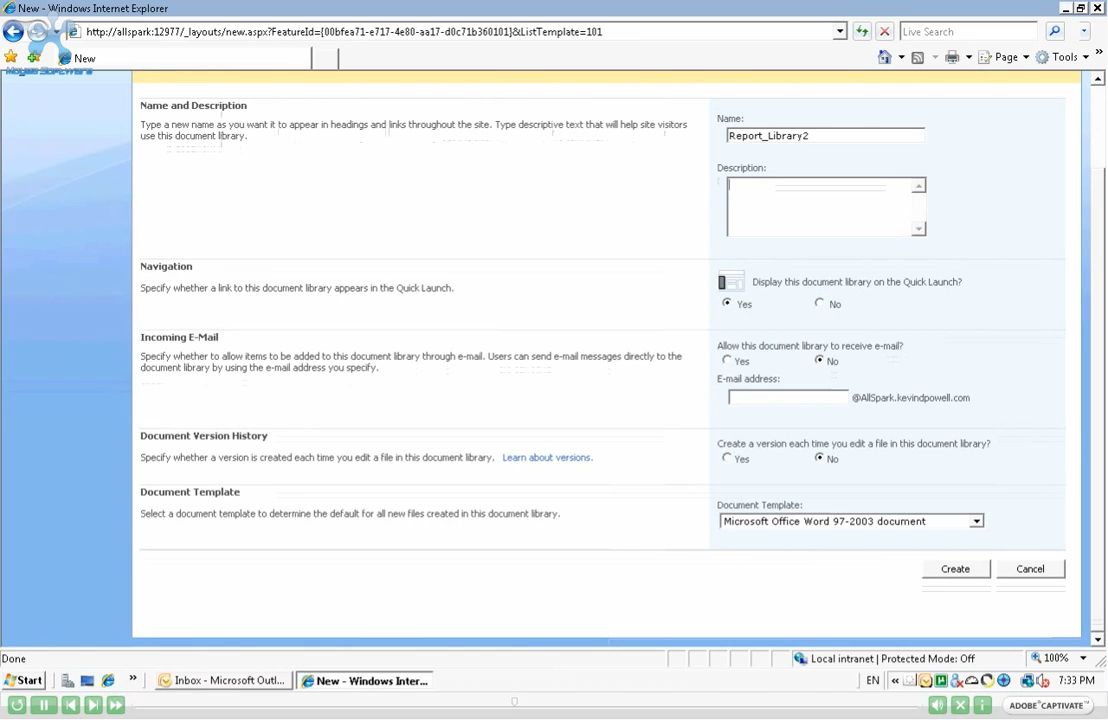 New - Windows Internet Explorer
http://allspark:12977/_layouts/new.aspx?FeatureId={00bfea71-e717-4e80-aa17-d0c71b360101}&ListTemplate=101
Live Search
New
Page
Tools
MoyeaSoftware
Name and Description
Type a new name as you want it to appear in headings and links throughout the site. Type descriptive text that will help site visitors
use this document library.
Name:
Report_Library2
Description:
Navigation
Specify whether a link to this document library appears in the Quick Launch.
Display this document library on the Quick Launch?
Yes No
Incoming E-Mail
Specify whether to allow items to be added to this document library through e-mail. Users can send e-mail messages directly to the
document library by using the e-mail address you specify.
Allow this document library to receive e-mail?
Yes No
E-mail address:
@AllSpark.kevindpowell.com
Document Version History
Specify whether a version is created each time you edit a file in this document library. Learn about versions.
Create a version each time you edit a file in this document library?
Yes No
Document Template
Select a document template to determine the default for all new files created in this document library.
Document Template:
Microsoft Office Word 97-2003 document
Create Cancel
Done
Local intranet | Protected Mode: Off
100%
Start
Inbox - Microsoft Outl...
New - Windows Inter...
EN
7:33 PM
ADOBE CAPTIVATE™